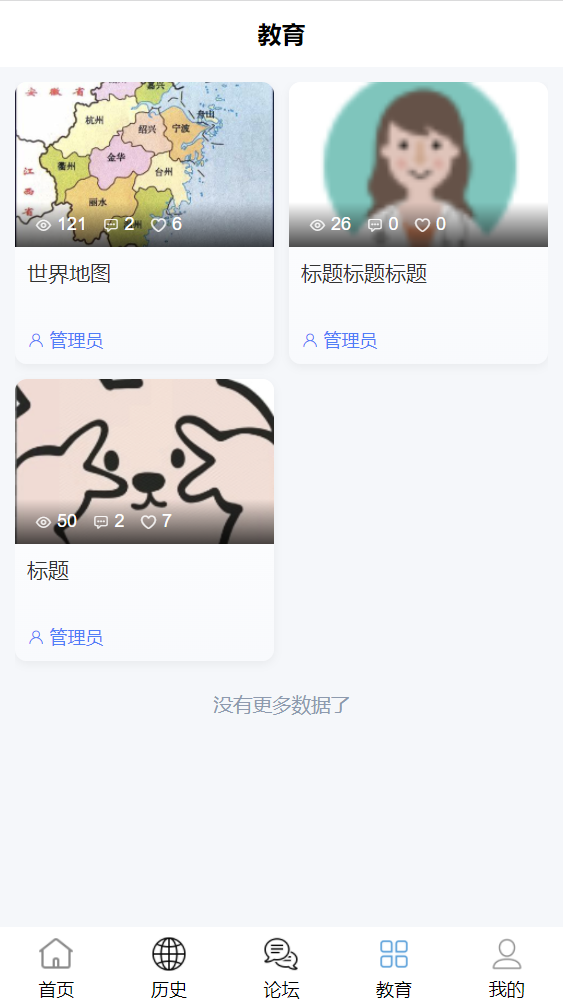 教育
安徽省
嘉兴
杭州
舟山
绍兴
宁波
衢州
金华
台州
江西省
丽水
州
121 2 6
世界地图
管理员
26 0 0
标题标题标题
管理员
50 2 7
标题
管理员
没有更多数据了
首页 历史 论坛 教育 我的